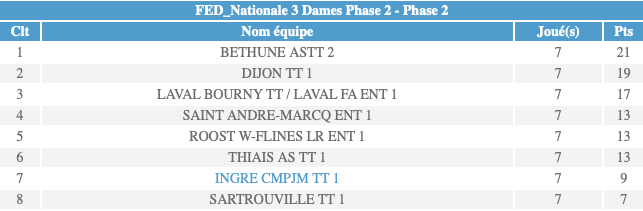 FED_Nationale 3 Dames Phase 2 - Phase 2
Clt Nom équipe Joué(s) Pts
1 BETHUNE ASTT 2 7 21
2 DIJON TT 1 7 19
3 LAVAL BOURNY TT / LAVAL FA ENT 1 7 17
4 SAINT ANDRE-MARCQ ENT 1 7 13
5 ROOST W-FLINES LR ENT 1 7 13
6 THIAIS AS TT 1 7 13
7 INGRE CMPJM TT 1 7 9
8 SARTROUVILLE TT 1 7 7